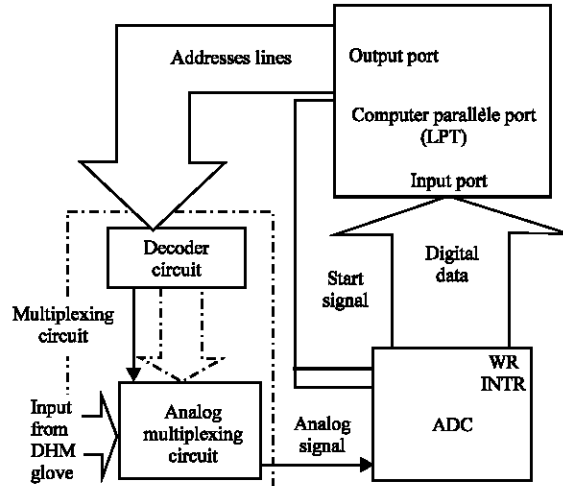 Addresses lines
Output port
Computer parallèle port
(LPT)
Input port
Decoder
circuit
Start
signal
Digital
data
Multiplexing
circuit
WR
INTR
Input
from
DHM
glove
Analog
multiplexing
circuit
Analog
signal
ADC